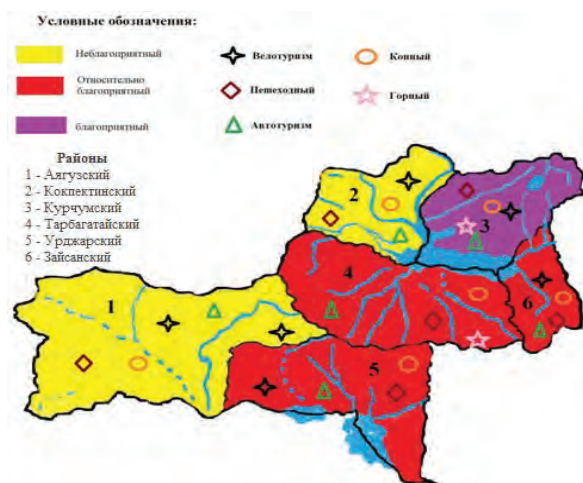 Условные обозначения:
Неблагоприятный
Относительно
благоприятный
благоприятный
Велотуризм
Пешеходный
Автотуризм
Конный
Горный
Районы
1 - Аягузский
2 - Кокпектинский
3 - Курчумский
4 - Тарбагатайский
5 - Урджарский
6 - Зайсанский
2
3
4
6
1
5